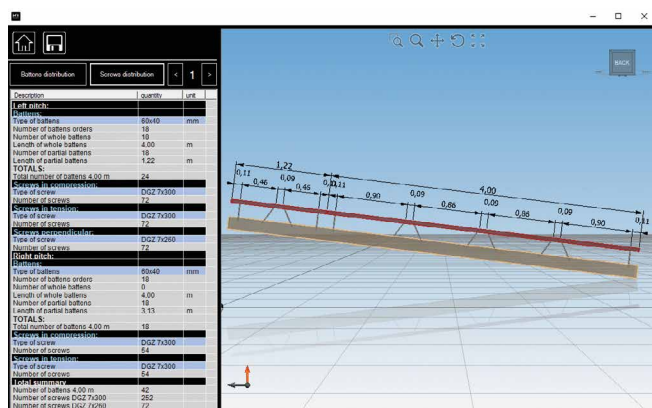 Battens distribution
Screws distribution
<
1
>
Description quantity unit
Left pitch:
Battens:
Type of battens 60x40 mm
Number of battens orders 18
Number of whole battens 18
Length of whole battens 4,00 m
Number of partial battens 18
Length of partial battens 1,22 m
TOTALS:
Total number of battens 4,00 m 24
Screws in compression:
Type of screw DGZ 7x300
Number of screws 72
Screws in tension:
Type of screw DGZ 7x300
Number of screws 72
Screws perpendicular:
Type of screw DGZ 7x260
Number of screws 72
Right pitch:
Battens:
Type of battens 60x40 mm
Number of battens orders 18
Number of whole battens 0
Length of whole battens 4,00 m
Number of partial battens 18
Length of partial battens 3,13 m
TOTALS:
Total number of battens 4,00 m 18
Screws in compression:
Type of screw DGZ 7x300
Number of screws 54
Screws in tension:
Type of screw DGZ 7x300
Number of screws 54
Total summary
Number of battens 4,00 m 42
Number of screws DGZ 7x300 252
Number of screws DGZ 7x260 72
BACK
1,22
4,00
0,11
0,46
0,09
0,46
0,11
0,90
0,09
0,86
0,09
0,86
0,09
0,90
0,11